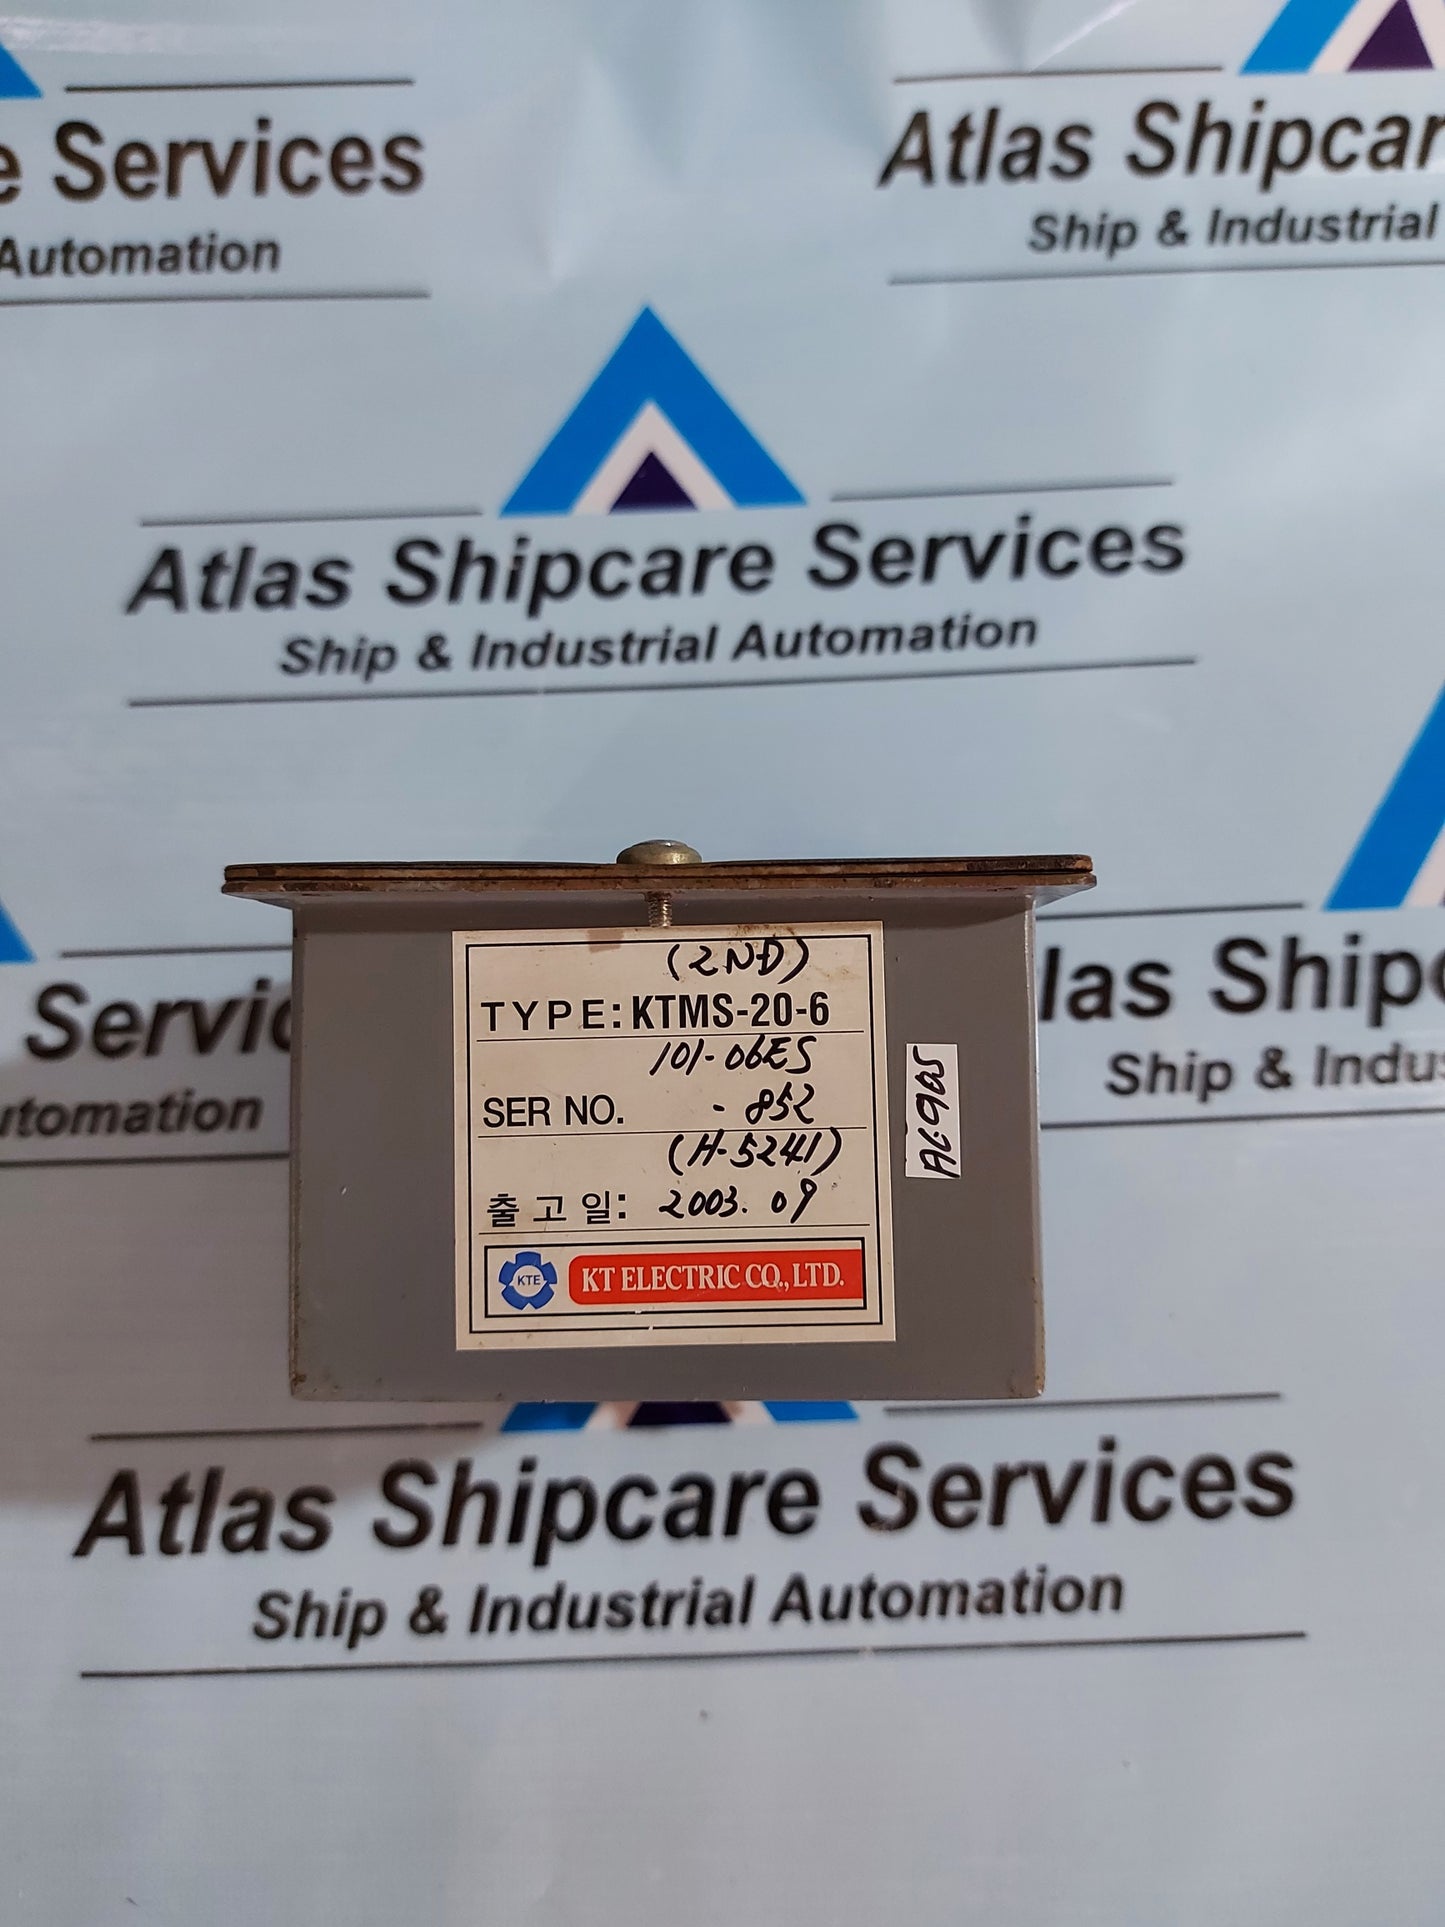 e Services
Automation
Atlas Shipcar
Ship & Industrial
Atlas Shipcare Services
Ship & Industrial Automation
Servic
utomation
las Shipc
Ship & Indus
(2ND)
TYPE: KTMS-20-6
101-06ES
SER NO. - 852
(H-5241)
출고일: 2003. 09
KTE
KT ELECTRIC CO., LTD.
Atlas Shipcare Services
Ship & Industrial Automation